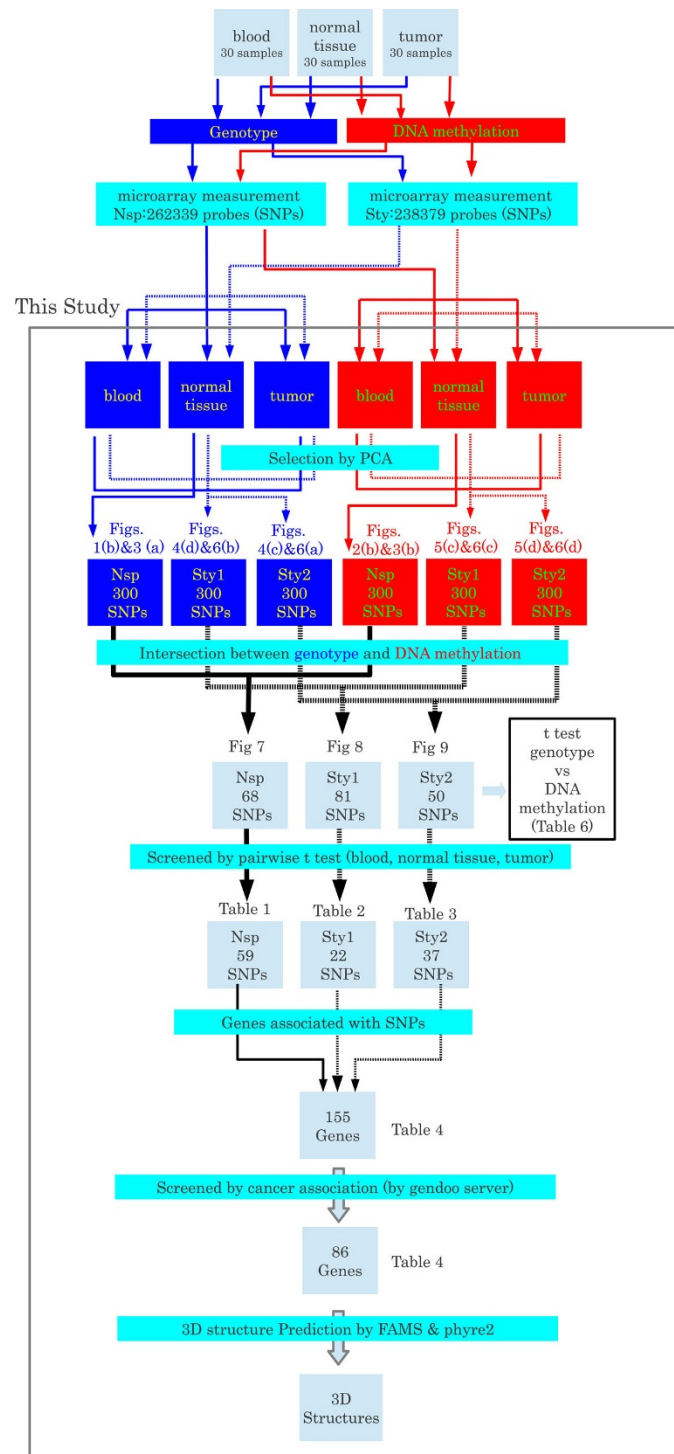 blood
30 samples
normal
tissue
30 samples
tumor
30 samples
Genotype
DNA methylation
microarray measurement
Nsp:262339 probes (SNPs)
microarray measurement
Sty:238379 probes (SNPs)
This Study
blood
normal
tissue
tumor
blood
normal
tissue
tumor
Selection by PCA
Figs.
1(b)&3 (a)
Figs.
4(d)&6(b)
Figs.
4(c)&6(a)
Figs.
2(b)&3(b)
Figs.
5(c)&6(c)
Figs.
5(d)&6(d)
Nsp
300
SNPs
Sty1
300
SNPs
Sty2
300
SNPs
Nsp
300
SNPs
Sty1
300
SNPs
Sty2
300
SNPs
Intersection between genotype and DNA methylation
Fig 7
Fig 8
Fig 9
Nsp
68
SNPs
Sty1
81
SNPs
Sty2
50
SNPs
t test
genotype
vs
DNA
methylation
(Table 6)
Screened by pairwise t test (blood, normal tissue, tumor)
Table 1
Table 2
Table 3
Nsp
59
SNPs
Sty1
22
SNPs
Sty2
37
SNPs
Genes associated with SNPs
155
Genes
Table 4
Screened by cancer association (by gendoo server)
86
Genes
Table 4
3D structure Prediction by FAMS & phyre2
3D
Structures